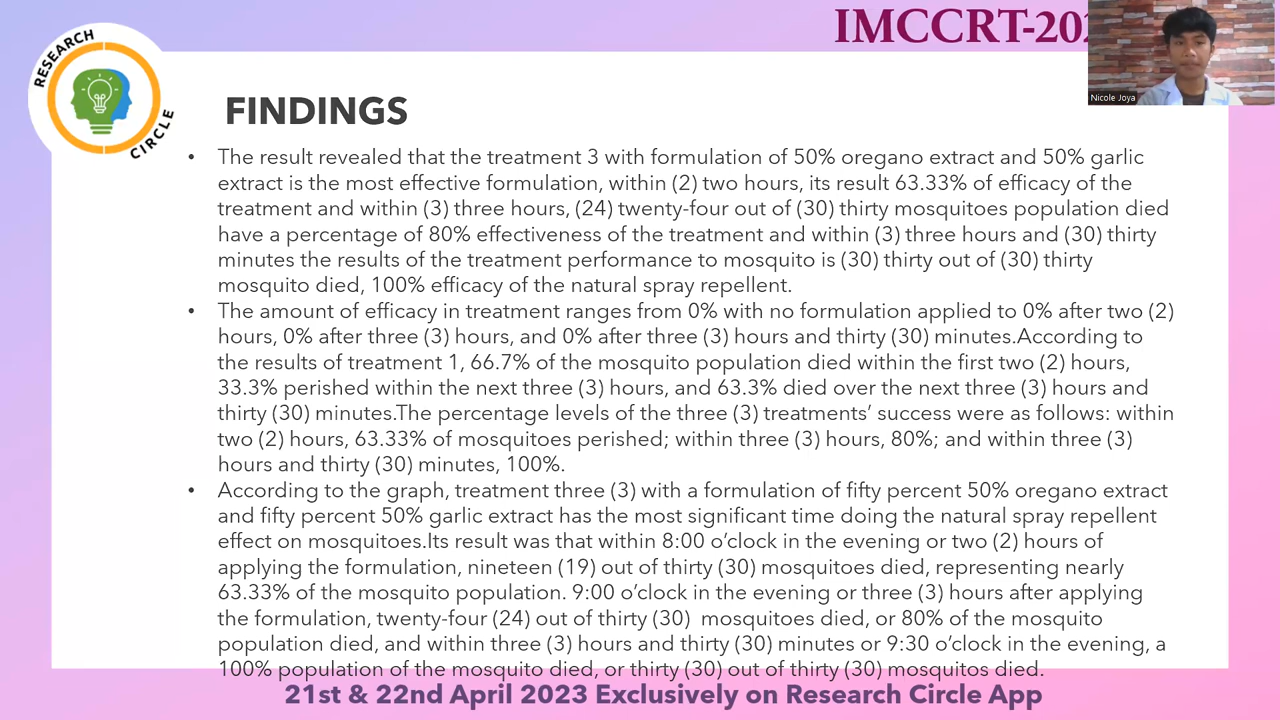 IMCCRT-202
RESEARCH
CIRCLE
Nicole Joya
FINDINGS
• The result revealed that the treatment 3 with formulation of 50% oregano extract and 50% garlic
extract is the most effective formulation, within (2) two hours, its result 63.33% of efficacy of the
treatment and within (3) three hours, (24) twenty-four out of (30) thirty mosquitoes population died
have a percentage of 80% effectiveness of the treatment and within (3) three hours and (30) thirty
minutes the results of the treatment performance to mosquito is (30) thirty out of (30) thirty
mosquito died, 100% efficacy of the natural spray repellent.
• The amount of efficacy in treatment ranges from 0% with no formulation applied to 0% after two (2)
hours, 0% after three (3) hours, and 0% after three (3) hours and thirty (30) minutes.According to
the results of treatment 1, 66.7% of the mosquito population died within the first two (2) hours,
33.3% perished within the next three (3) hours, and 63.3% died over the next three (3) hours and
thirty (30) minutes.The percentage levels of the three (3) treatments’ success were as follows: within
two (2) hours, 63.33% of mosquitoes perished; within three (3) hours, 80%; and within three (3)
hours and thirty (30) minutes, 100%.
• According to the graph, treatment three (3) with a formulation of fifty percent 50% oregano extract
and fifty percent 50% garlic extract has the most significant time doing the natural spray repellent
effect on mosquitoes.Its result was that within 8:00 o’clock in the evening or two (2) hours of
applying the formulation, nineteen (19) out of thirty (30) mosquitoes died, representing nearly
63.33% of the mosquito population. 9:00 o’clock in the evening or three (3) hours after applying
the formulation, twenty-four (24) out of thirty (30) mosquitoes died, or 80% of the mosquito
population died, and within three (3) hours and thirty (30) minutes or 9:30 o’clock in the evening, a
100% population of the mosquito died, or thirty (30) out of thirty (30) mosquitos died.
21st & 22nd April 2023 Exclusively on Research Circle App